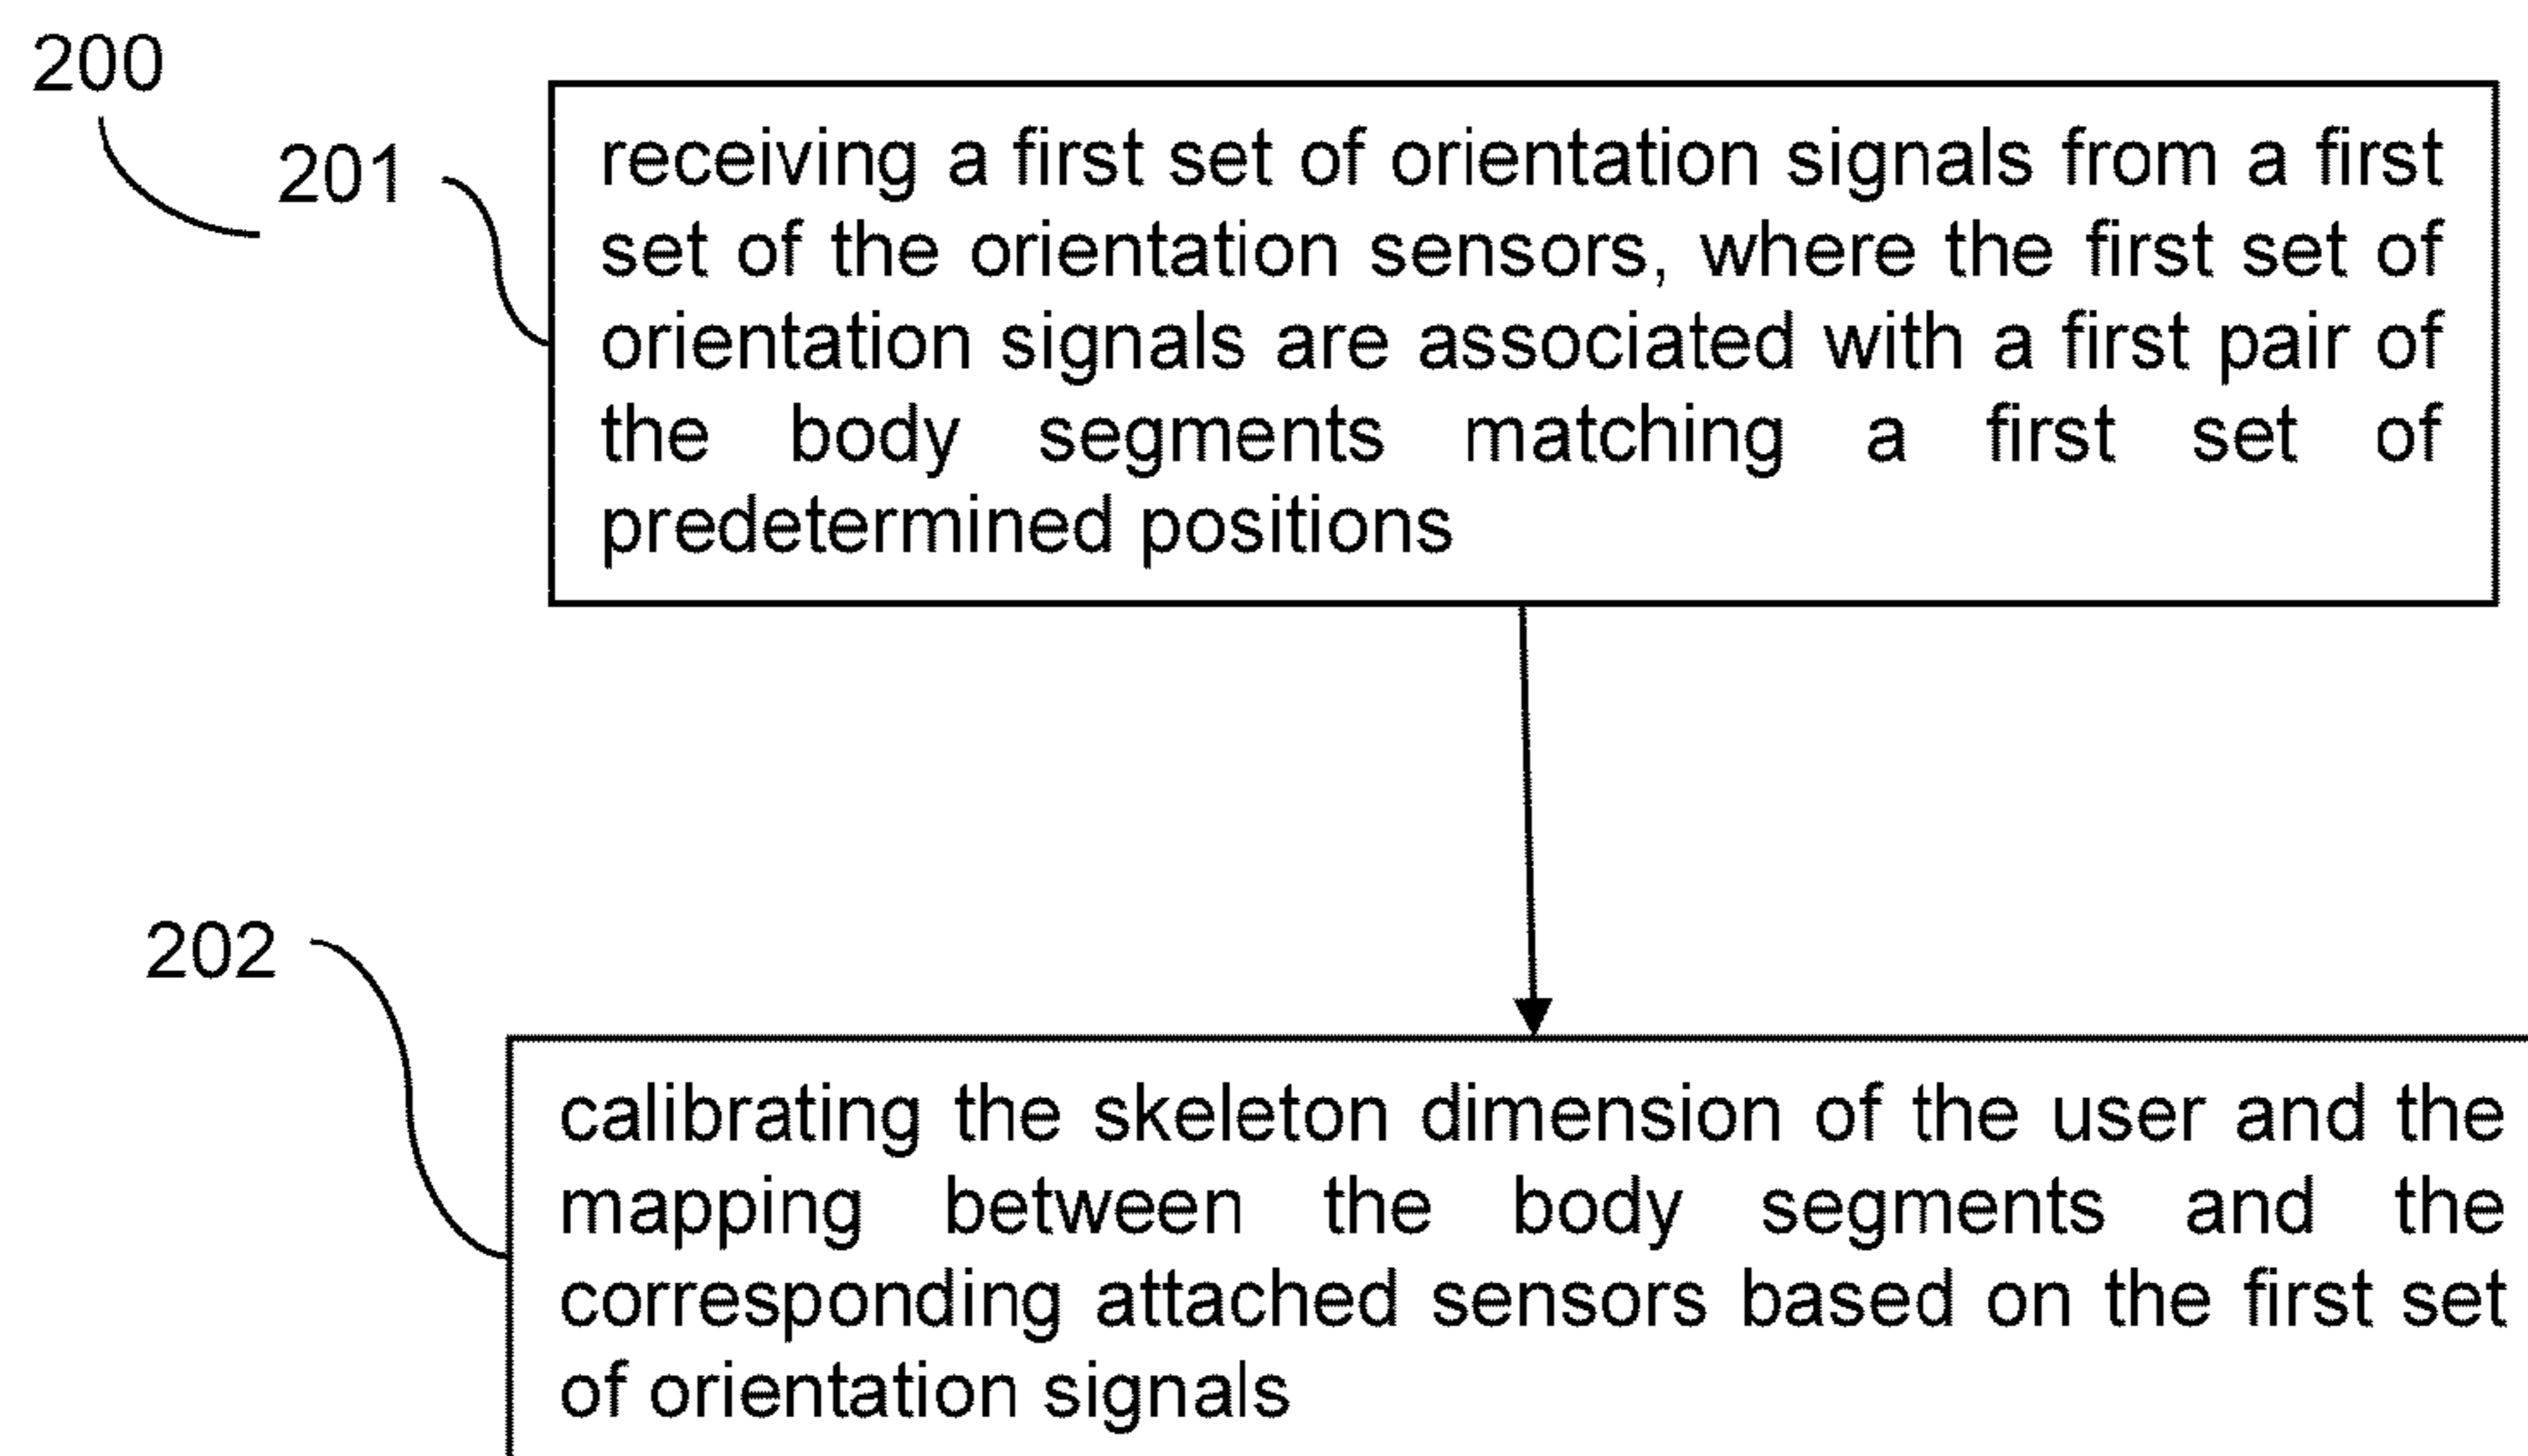 200
201
receiving a first set of orientation signals from a first
set of the orientation sensors, where the first set of
orientation signals are associated with a first pair of
the body segments matching a first set of
predetermined positions
202
calibrating the skeleton dimension of the user and the
mapping between the body segments and the
corresponding attached sensors based on the first set
of orientation signals